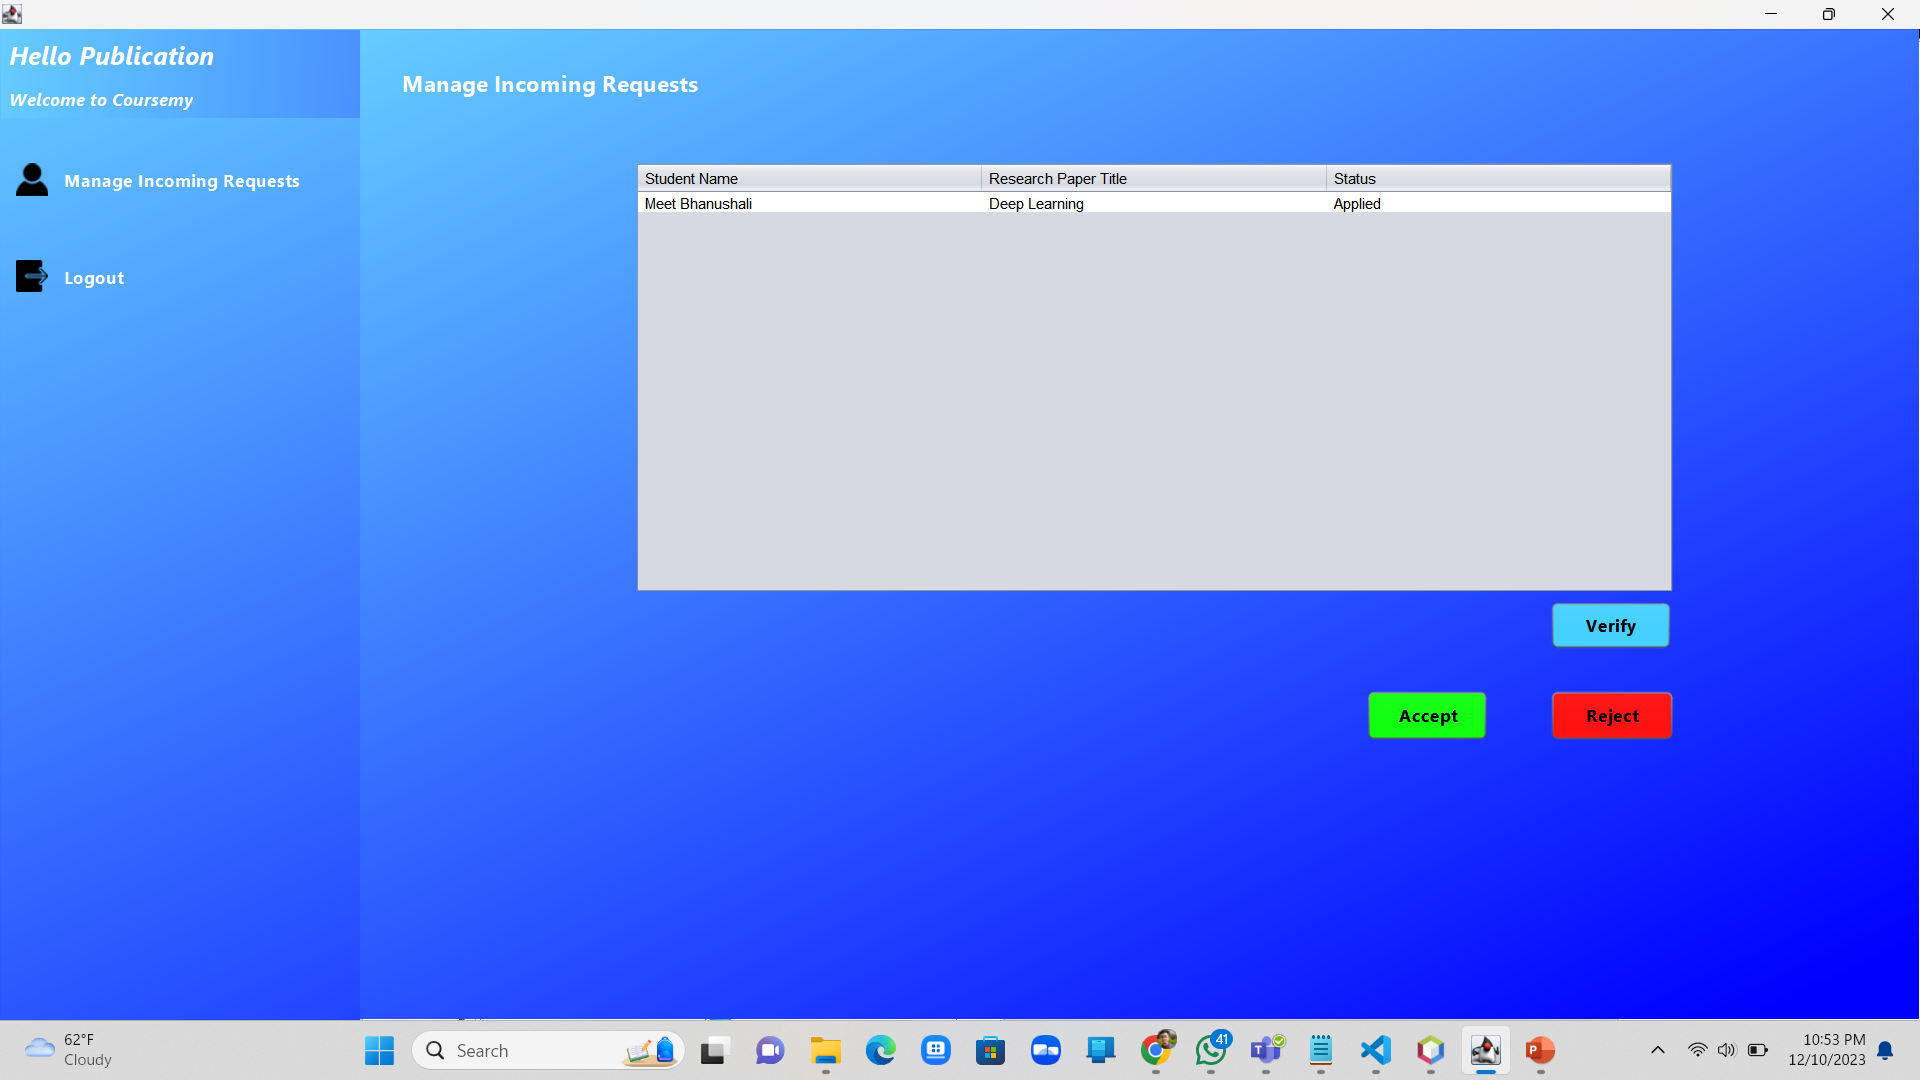 Hello Publication
Welcome to Coursemy
Manage Incoming Requests
Logout
Manage Incoming Requests
Student Name Research Paper Title Status
Meet Bhanushali Deep Learning Applied
Verify
Accept Reject
62°F
Cloudy
Search
41
10:53 PM
12/10/2023